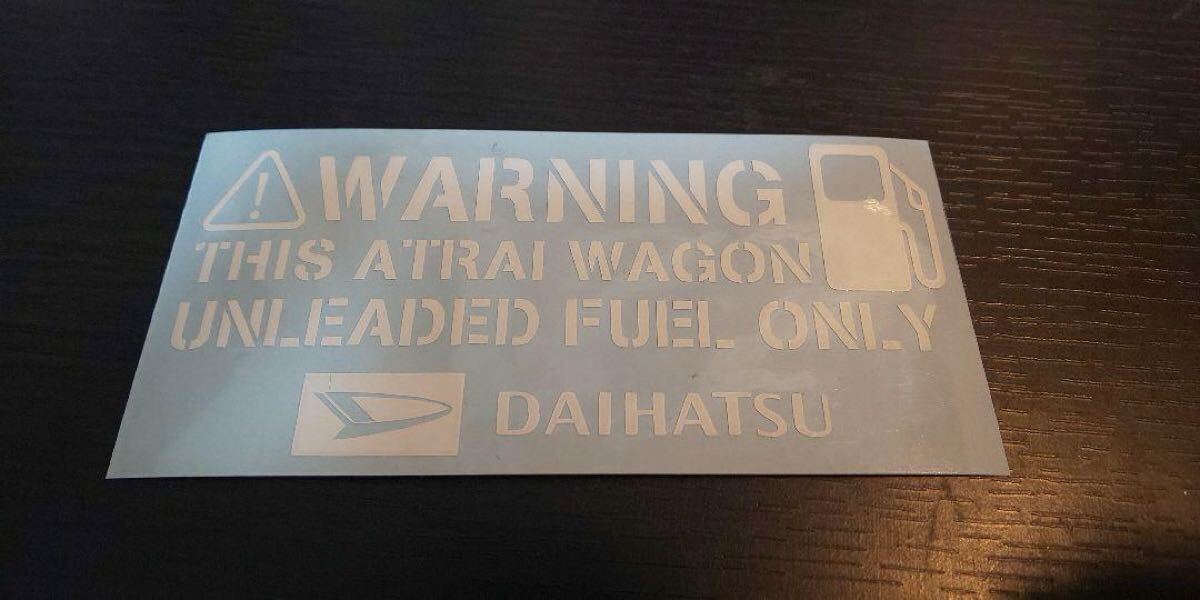 WARNING
THIS ATRAI WAGON
UNLEADED FUEL ONLY
DAIHATSU